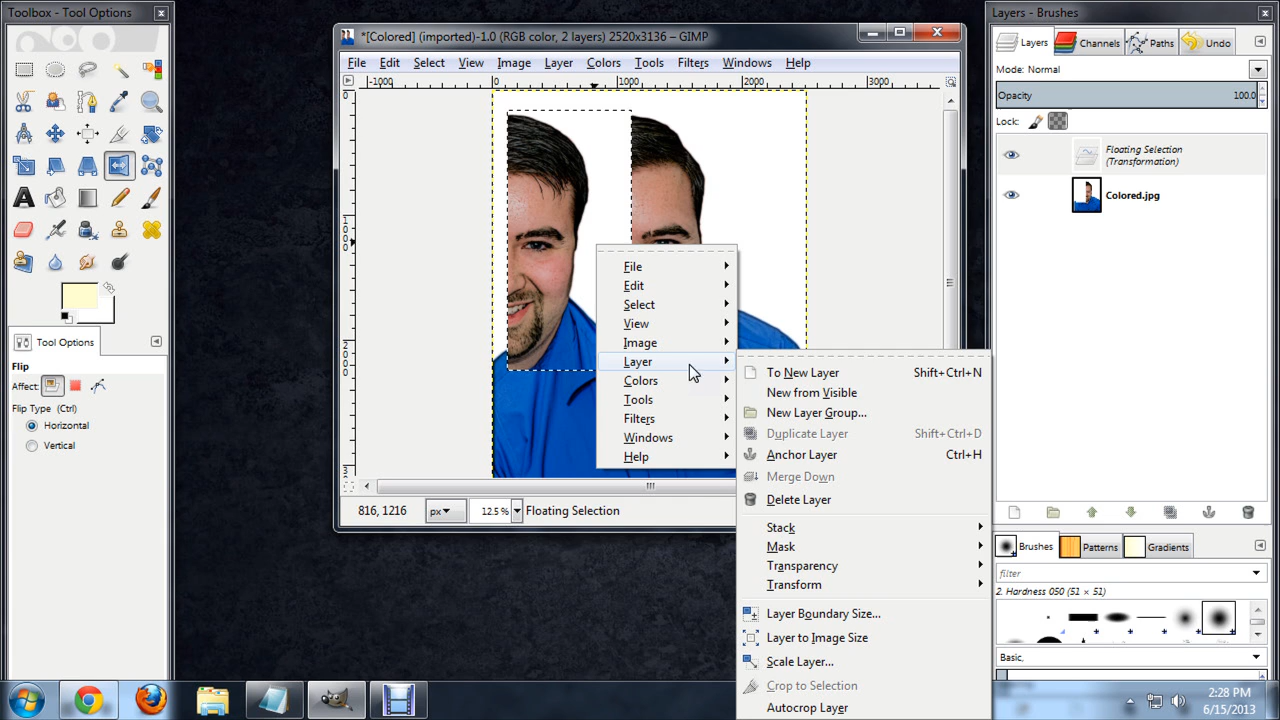 Toolbox - Tool Options
Tool Options
Flip
Affect:
Flip Type (Ctrl)
Horizontal
Vertical
*[Colored] (imported)-1.0 (RGB color, 2 layers) 2520x3136 – GIMP
File Edit Select View Image Layer Colors Tools Filters Windows Help
-1000 0 1000 2000 3000
816, 1216 px 12.5 % Floating Selection
File
Edit
Select
View
Image
Layer
Colors
Tools
Filters
Windows
Help
To New Layer Shift+Ctrl+N
New from Visible
New Layer Group...
Duplicate Layer Shift+Ctrl+D
Anchor Layer Ctrl+H
Merge Down
Delete Layer
Stack
Mask
Transparency
Transform
Layer Boundary Size...
Layer to Image Size
Scale Layer...
Crop to Selection
Autocrop Layer
Layers - Brushes
Layers Channels Paths Undo
Mode: Normal
Opacity 100.0
Lock:
Floating Selection
(Transformation)
Colored.jpg
Brushes Patterns Gradients
filter
2. Hardness 050 (51 × 51)
Basic,
2:28 PM
6/15/2013